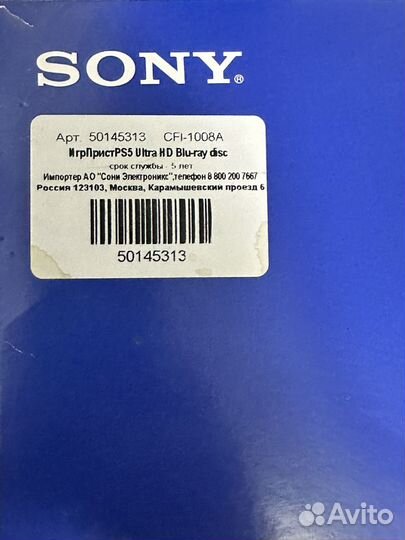 SONY®
Арт. 50145313 CFI-1008A
ИгрПристPS5 Ultra HD Blu-ray disc
срок службы - 5 лет
Импортер АО "Сони Электроникс",телефон 8 800 200 7667
Россия 123103, Москва, Карамышевский проезд 6
50145313
Avito